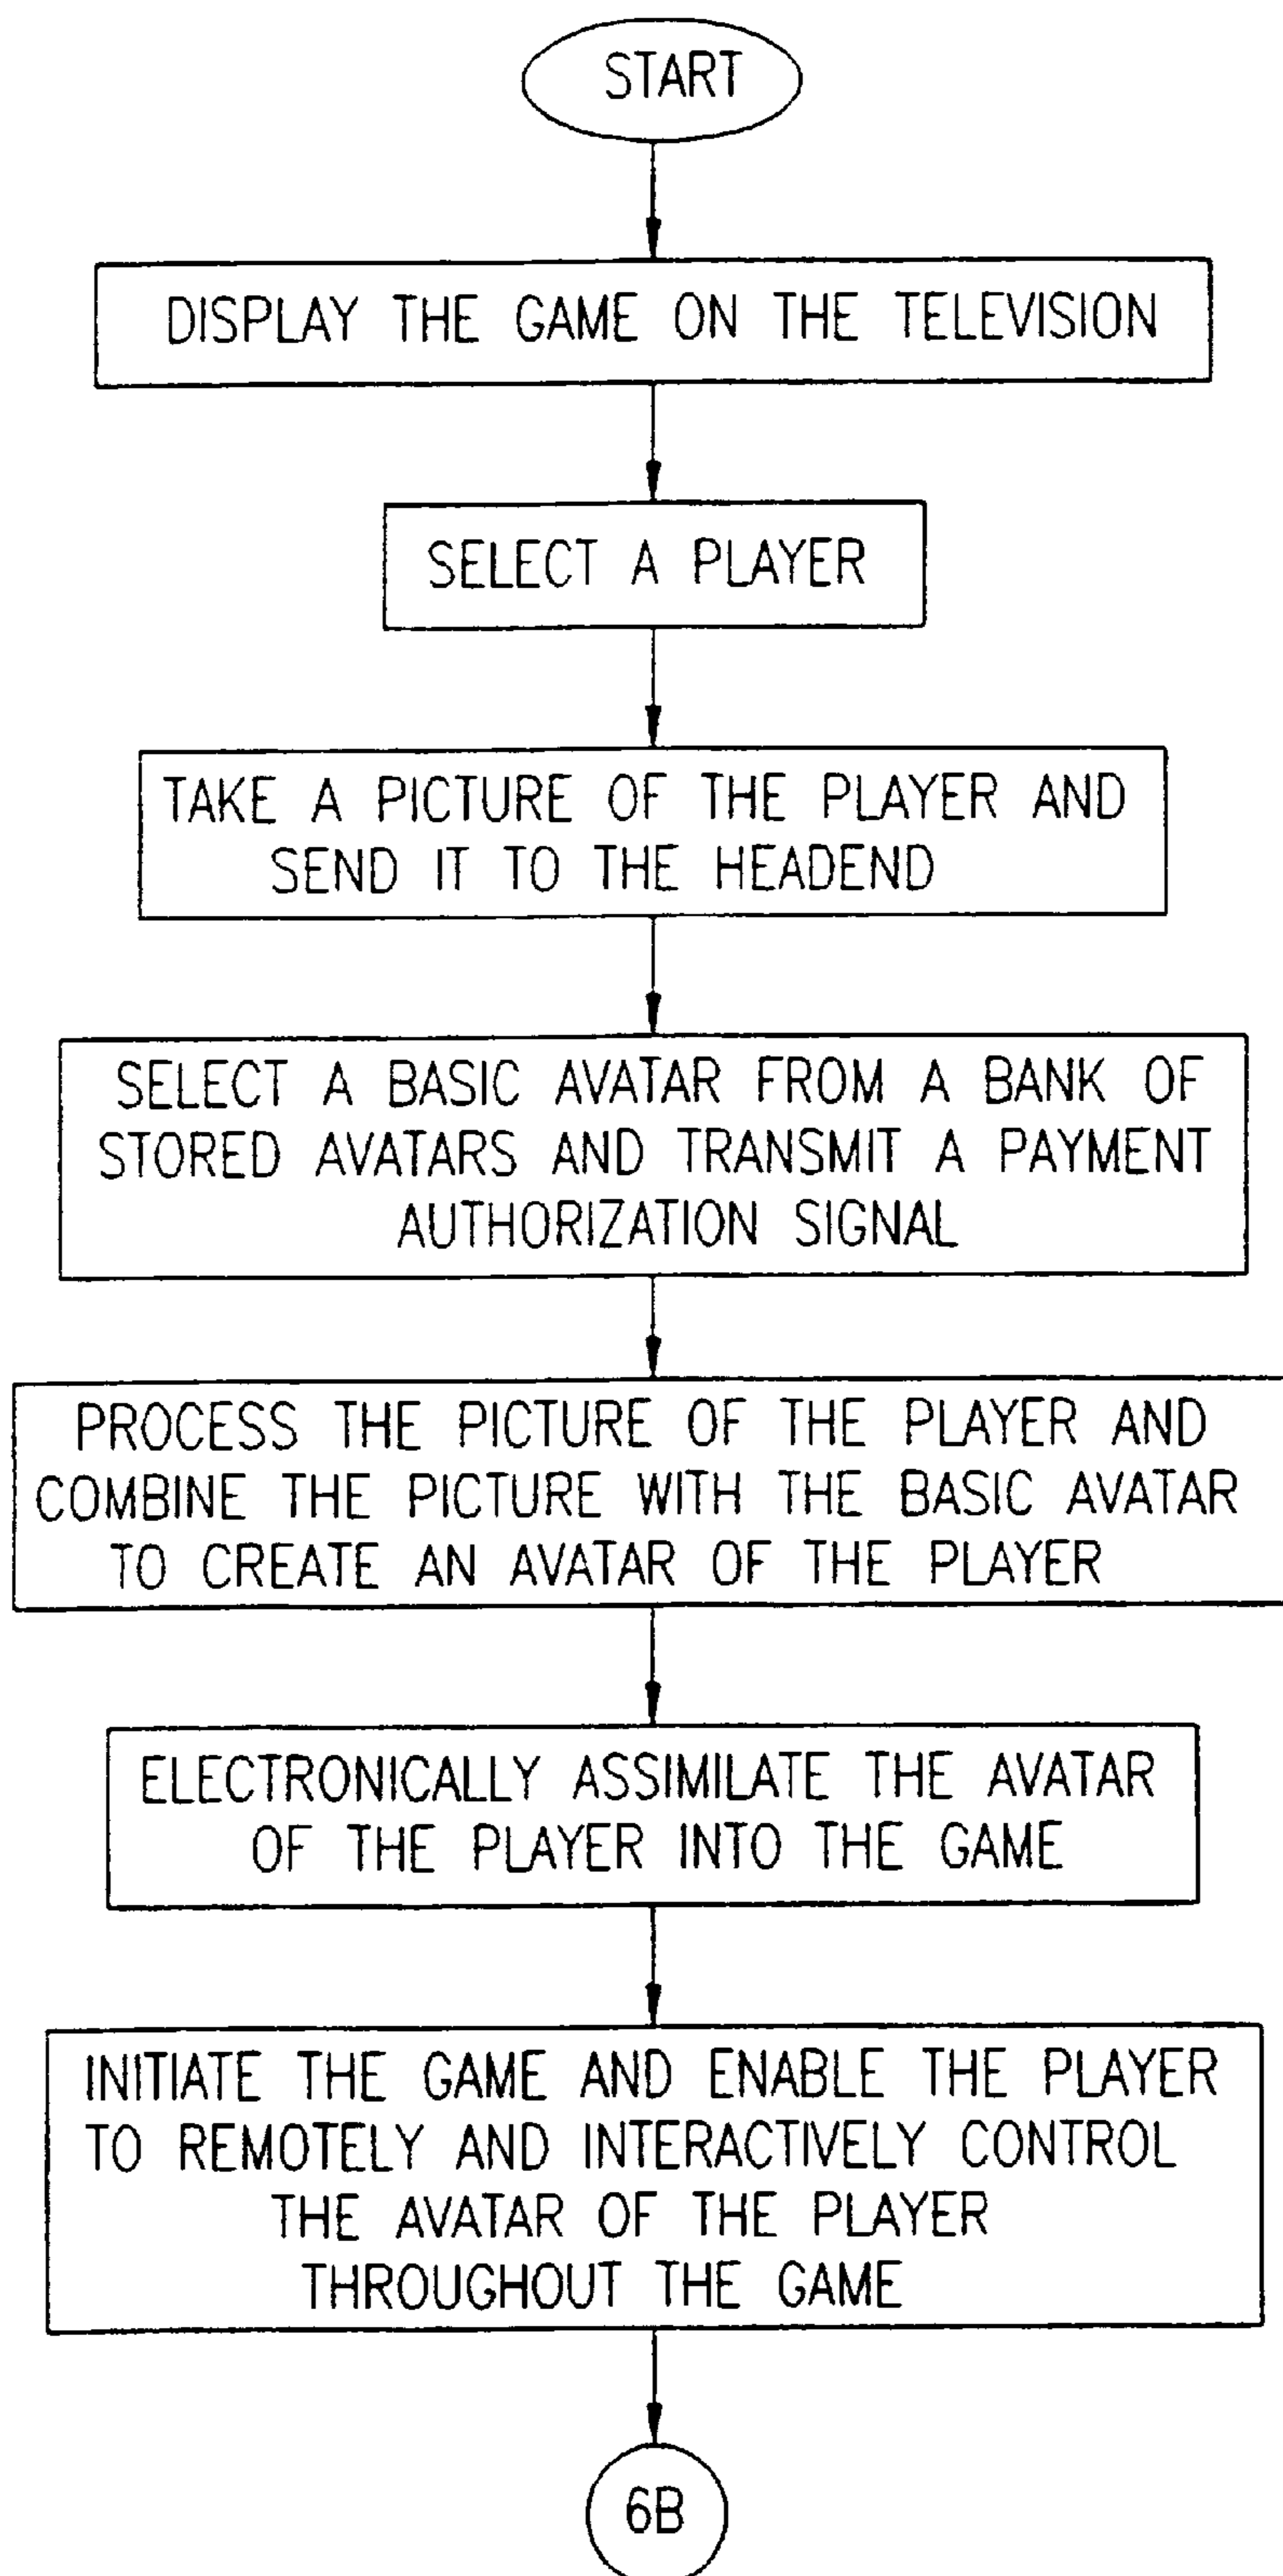 START
DISPLAY THE GAME ON THE TELEVISION
SELECT A PLAYER
TAKE A PICTURE OF THE PLAYER AND
SEND IT TO THE HEADEND
SELECT A BASIC AVATAR FROM A BANK OF
STORED AVATARS AND TRANSMIT A PAYMENT
AUTHORIZATION SIGNAL
PROCESS THE PICTURE OF THE PLAYER AND
COMBINE THE PICTURE WITH THE BASIC AVATAR
TO CREATE AN AVATAR OF THE PLAYER
ELECTRONICALLY ASSIMILATE THE AVATAR
OF THE PLAYER INTO THE GAME
INITIATE THE GAME AND ENABLE THE PLAYER
TO REMOTELY AND INTERACTIVELY CONTROL
THE AVATAR OF THE PLAYER
THROUGHOUT THE GAME
6B